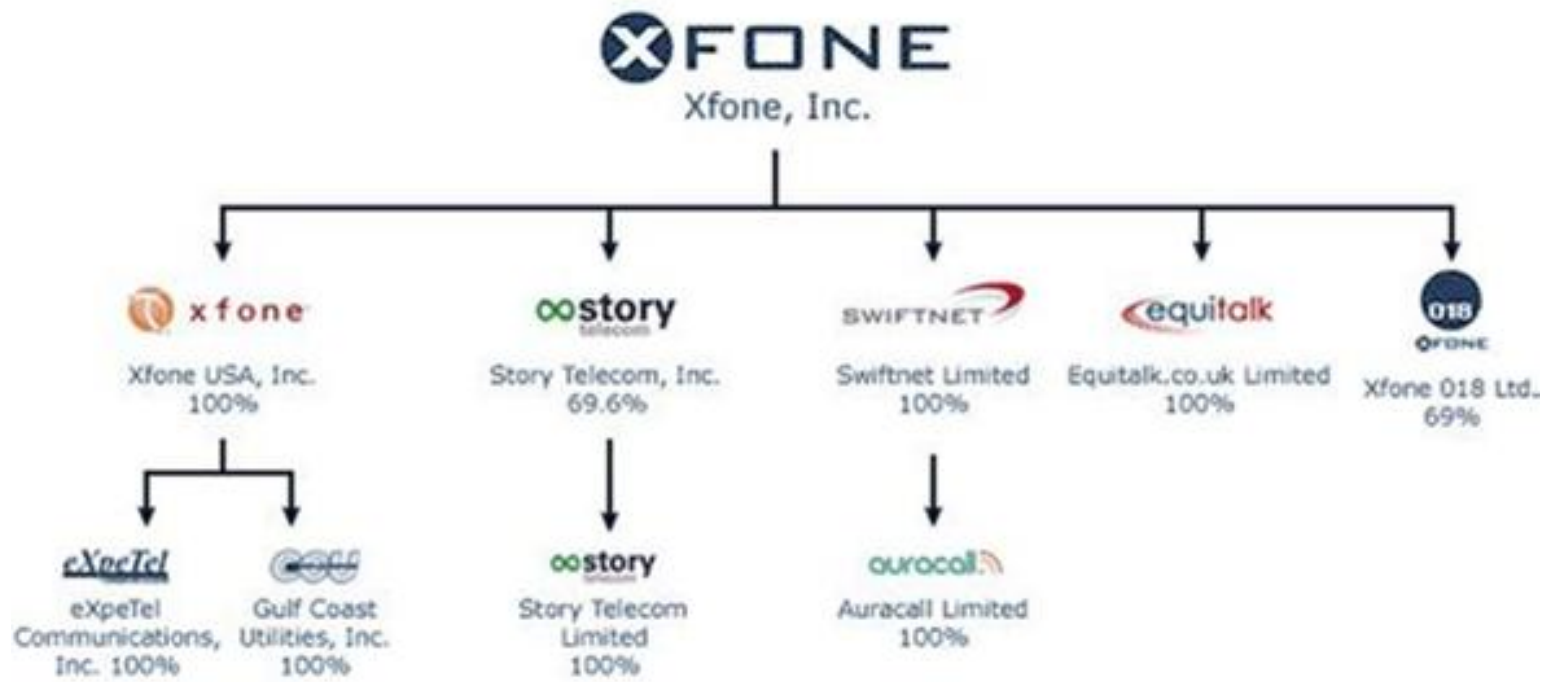 XFONE
Xfone, Inc.
xfone
story
telecom
SWIFTNET
equitalk
018
XFONE
Xfone USA, Inc.
100%
Story Telecom, Inc.
69.6%
Swiftnet Limited
100%
Equitalk.co.uk Limited
100%
Xfone 018 Ltd.
69%
eXpeTel
story
telecom
auracall
eXpeTel
Communications,
Inc. 100%
Gulf Coast
Utilities, Inc.
100%
Story Telecom
Limited
100%
Auracall Limited
100%